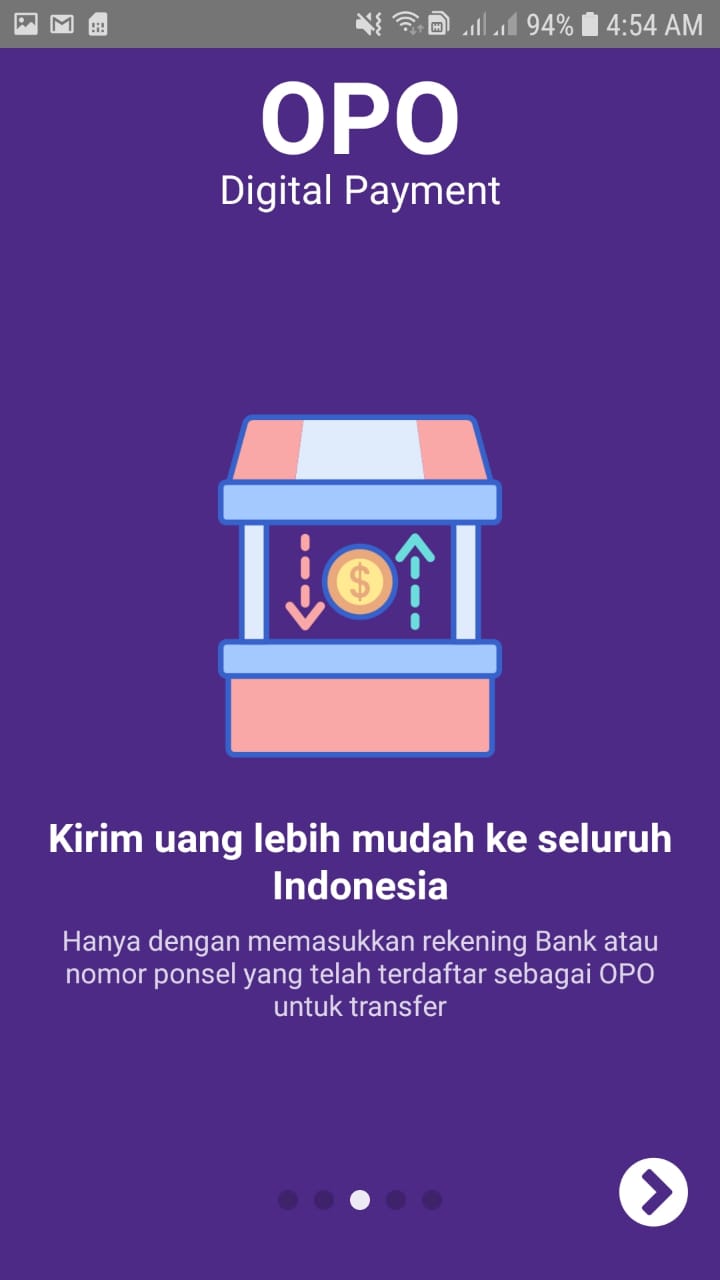 94% 4:54 AM
OPO
Digital Payment
$
Kirim uang lebih mudah ke seluruh
Indonesia
Hanya dengan memasukkan rekening Bank atau
nomor ponsel yang telah terdaftar sebagai OPO
untuk transfer